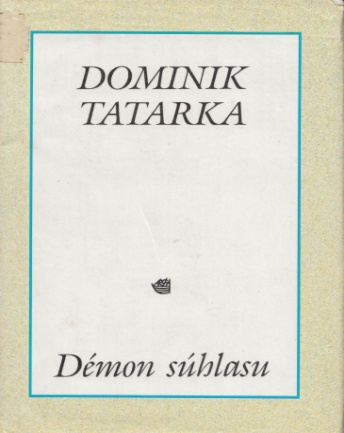 DOMINIK
TATARKA
Démon súhlasu